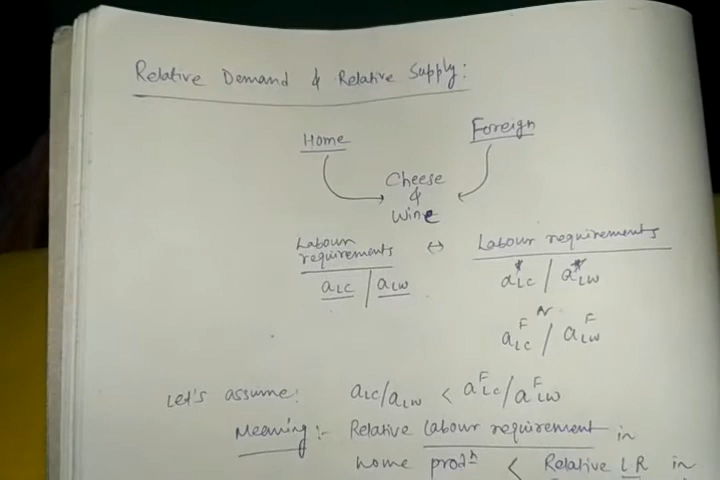 Relative Demand & Relative Supply:
Home
Foreign
Cheese
&
Wine
Labour requirements
↔
Labour requirements
aLC / aLW
a*LC / a*LW
or
aFLC / aFLW
Let's assume: aLC/aLW < aFLC/aFLW
Meaning:- Relative Labour requirement in
home prodn < Relative LR in